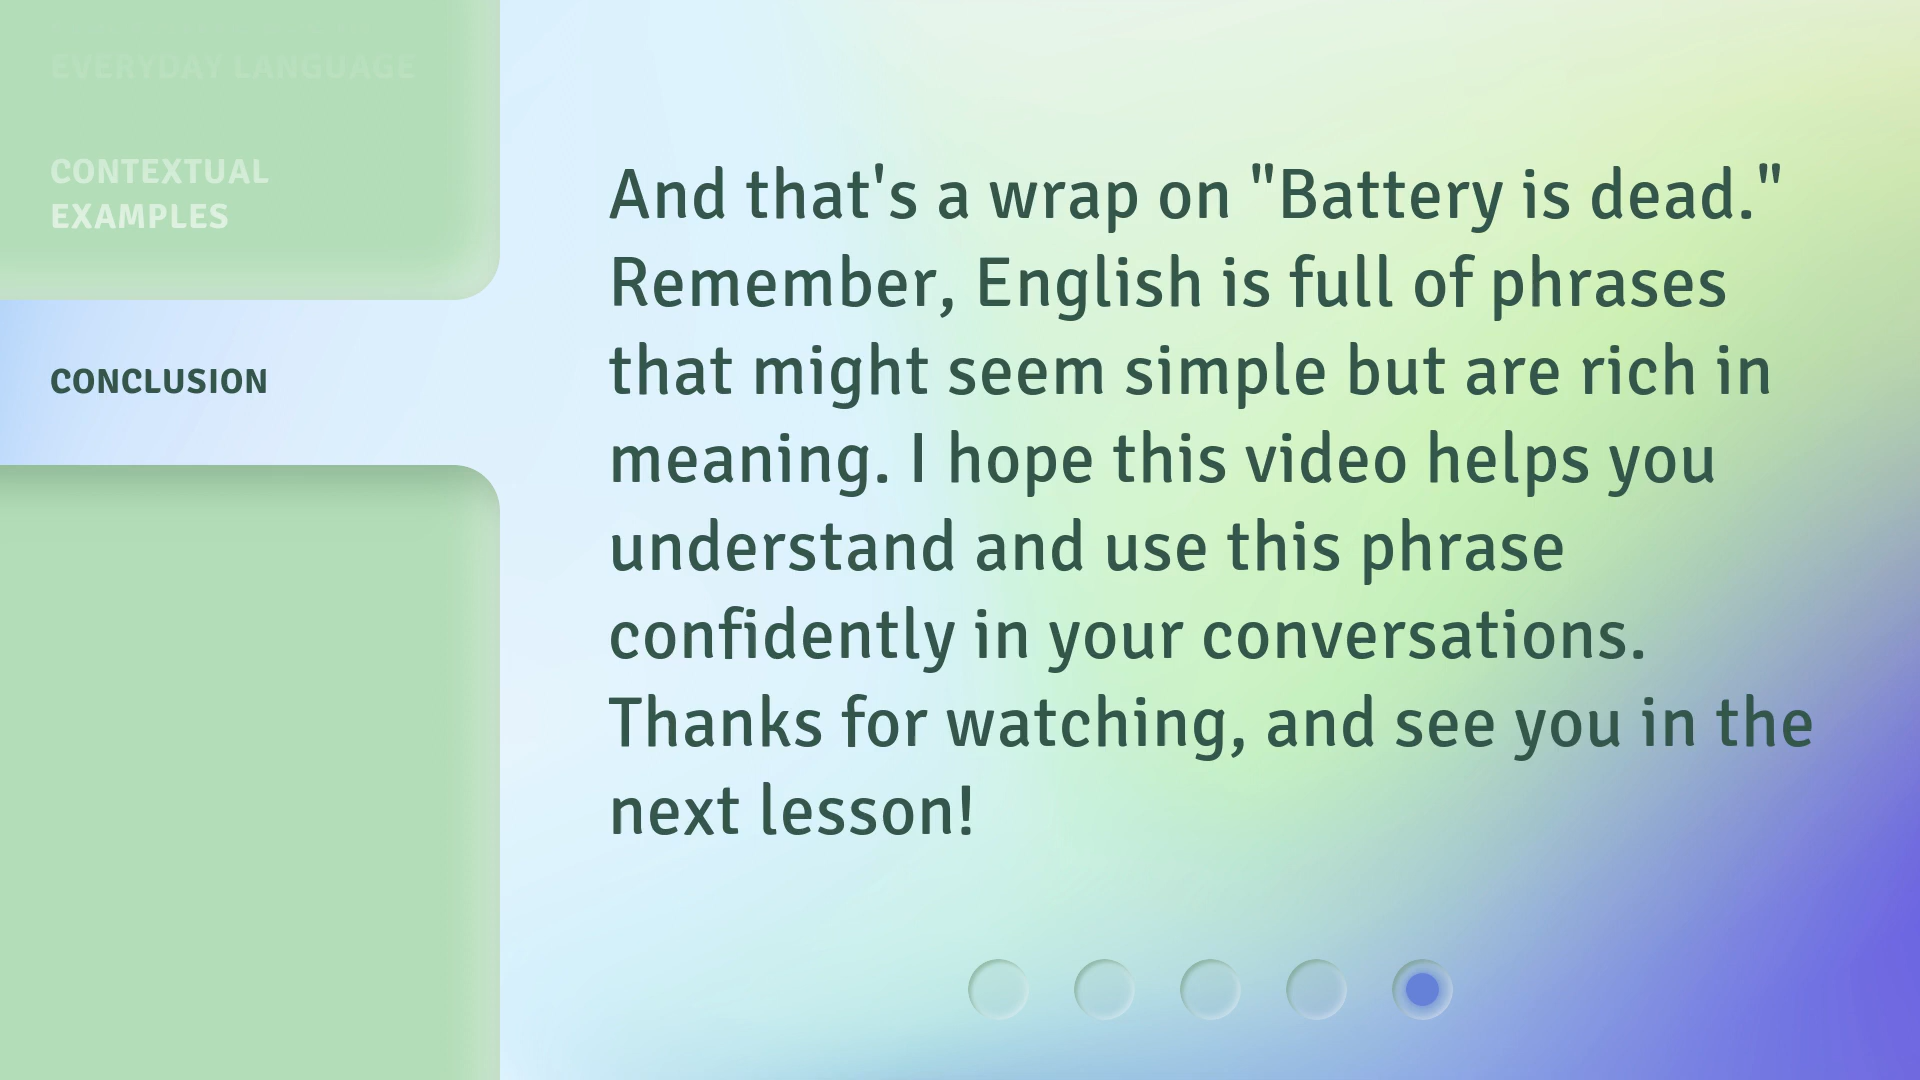 EVERYDAY LANGUAGE
CONTEXTUAL
EXAMPLES
CONCLUSION
And that's a wrap on "Battery is dead."
Remember, English is full of phrases
that might seem simple but are rich in
meaning. I hope this video helps you
understand and use this phrase
confidently in your conversations.
Thanks for watching, and see you in the
next lesson!